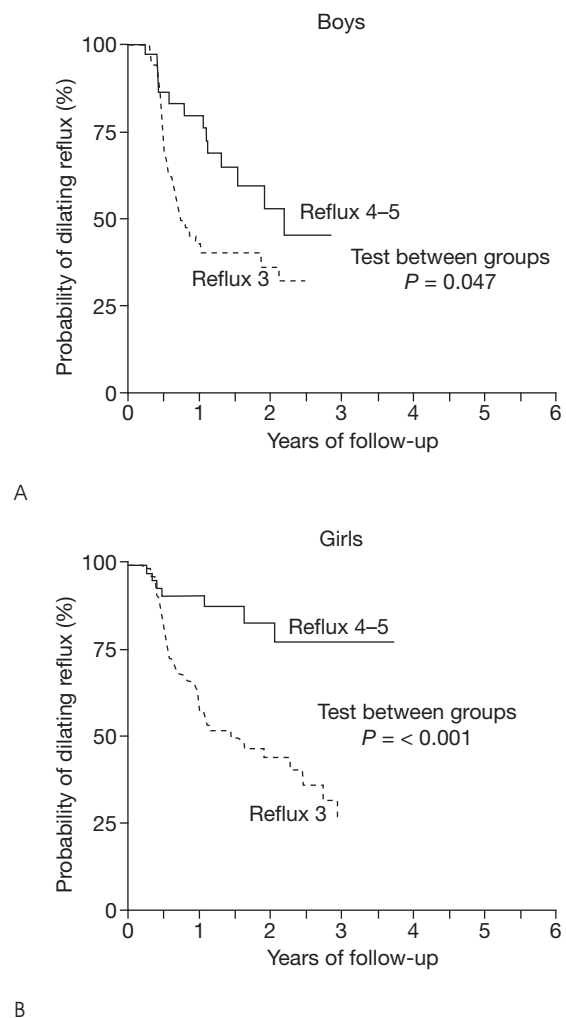 Boys
Probability of dilating reflux (%)
100
75
50
25
0
Reflux 4–5
Test between groups
P = 0.047
Reflux 3
0 1 2 3 4 5 6
Years of follow-up
A
Girls
Probability of dilating reflux (%)
100
75
50
25
0
Reflux 4–5
Test between groups
P = < 0.001
Reflux 3
0 1 2 3 4 5 6
Years of follow-up
B